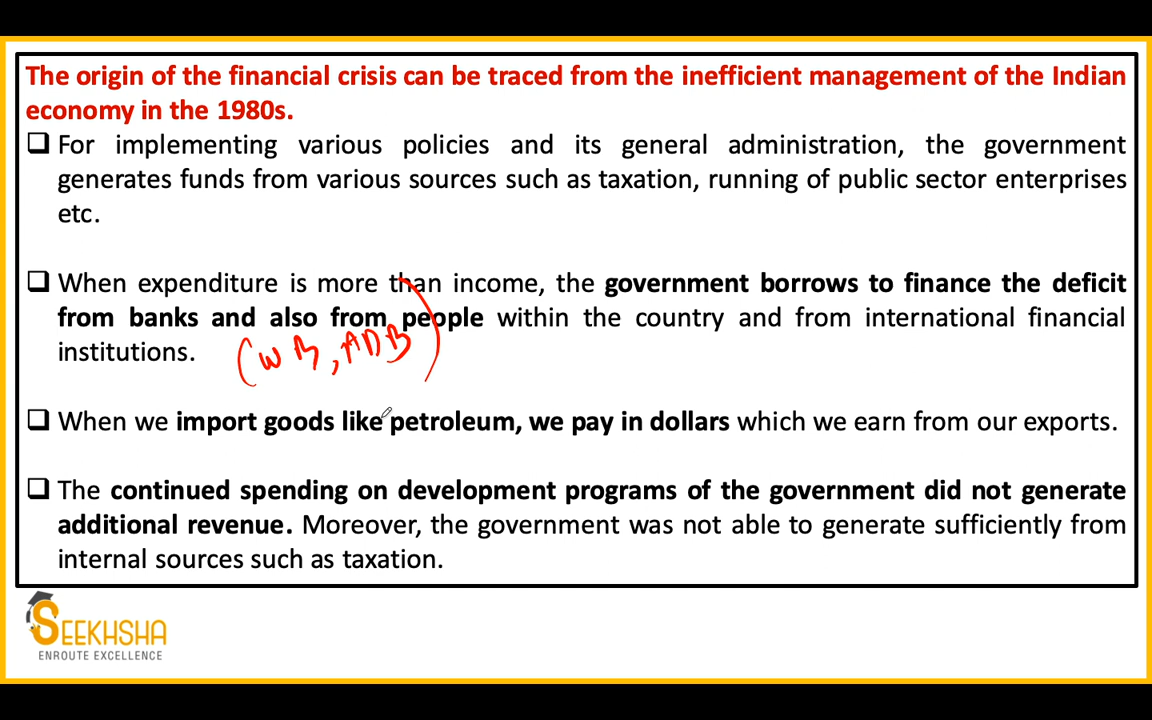 The origin of the financial crisis can be traced from the inefficient management of the Indian
economy in the 1980s.
❑ For implementing various policies and its general administration, the government
generates funds from various sources such as taxation, running of public sector enterprises
etc.
❑ When expenditure is more than income, the government borrows to finance the deficit
from banks and also from people within the country and from international financial
institutions.
(WB, ADB)
❑ When we import goods like petroleum, we pay in dollars which we earn from our exports.
❑ The continued spending on development programs of the government did not generate
additional revenue. Moreover, the government was not able to generate sufficiently from
internal sources such as taxation.
SEEKHSHA
ENROUTE EXCELLENCE